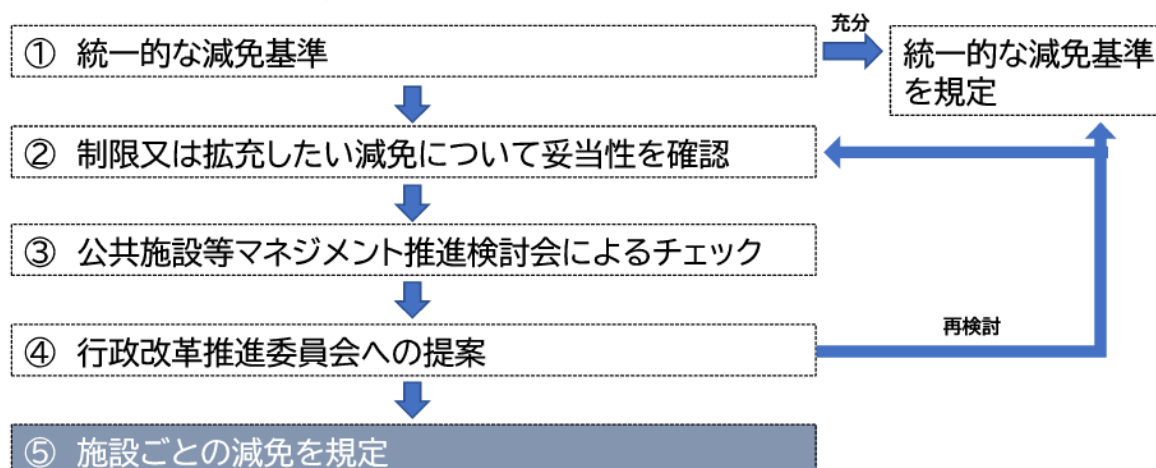 ① 統一的な減免基準
充分
統一的な減免基準
を規定
② 制限又は拡充したい減免について妥当性を確認
③ 公共施設等マネジメント推進検討会によるチェック
④ 行政改革推進委員会への提案
再検討
⑤ 施設ごとの減免を規定